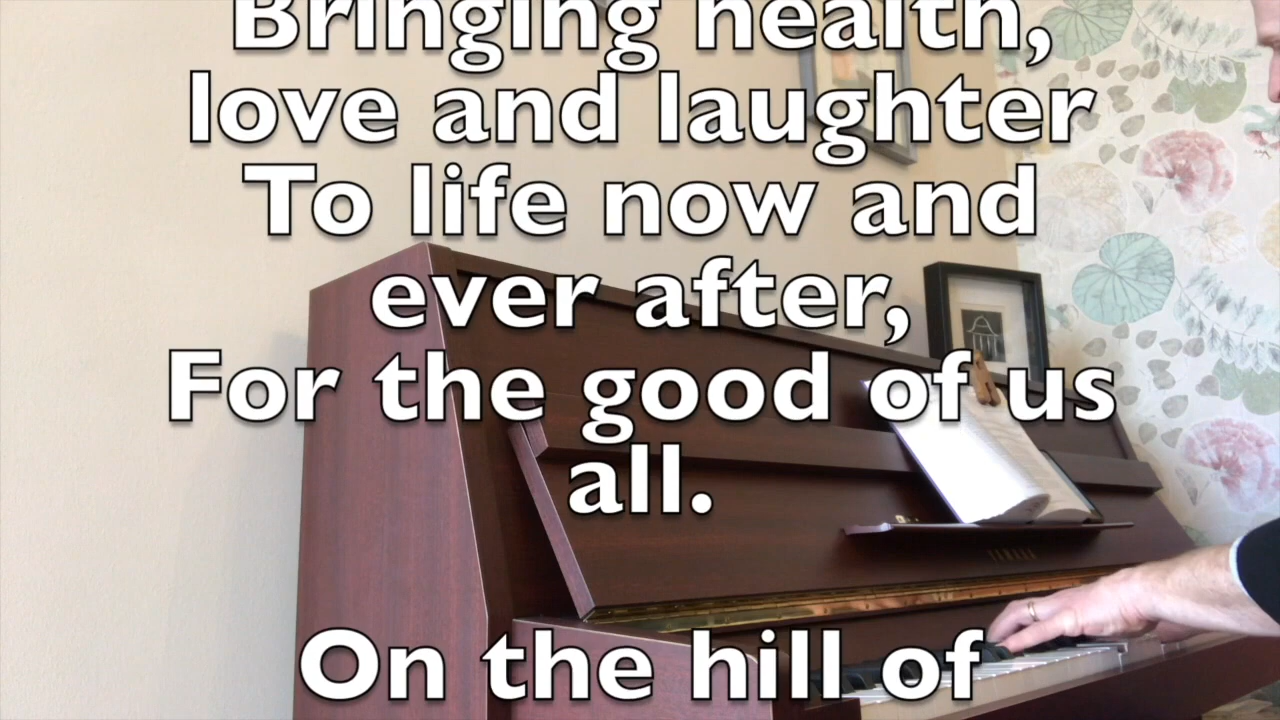 Bringing health,
love and laughter
To life now and
ever after,
For the good of us
all.
YAMAHA
On the hill of